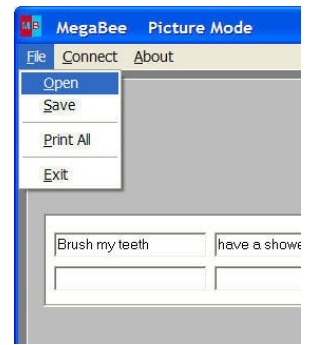 MB MegaBee Picture Mode
File Connect About
Open
Save
Print All
Exit
Brush my teeth have a showe